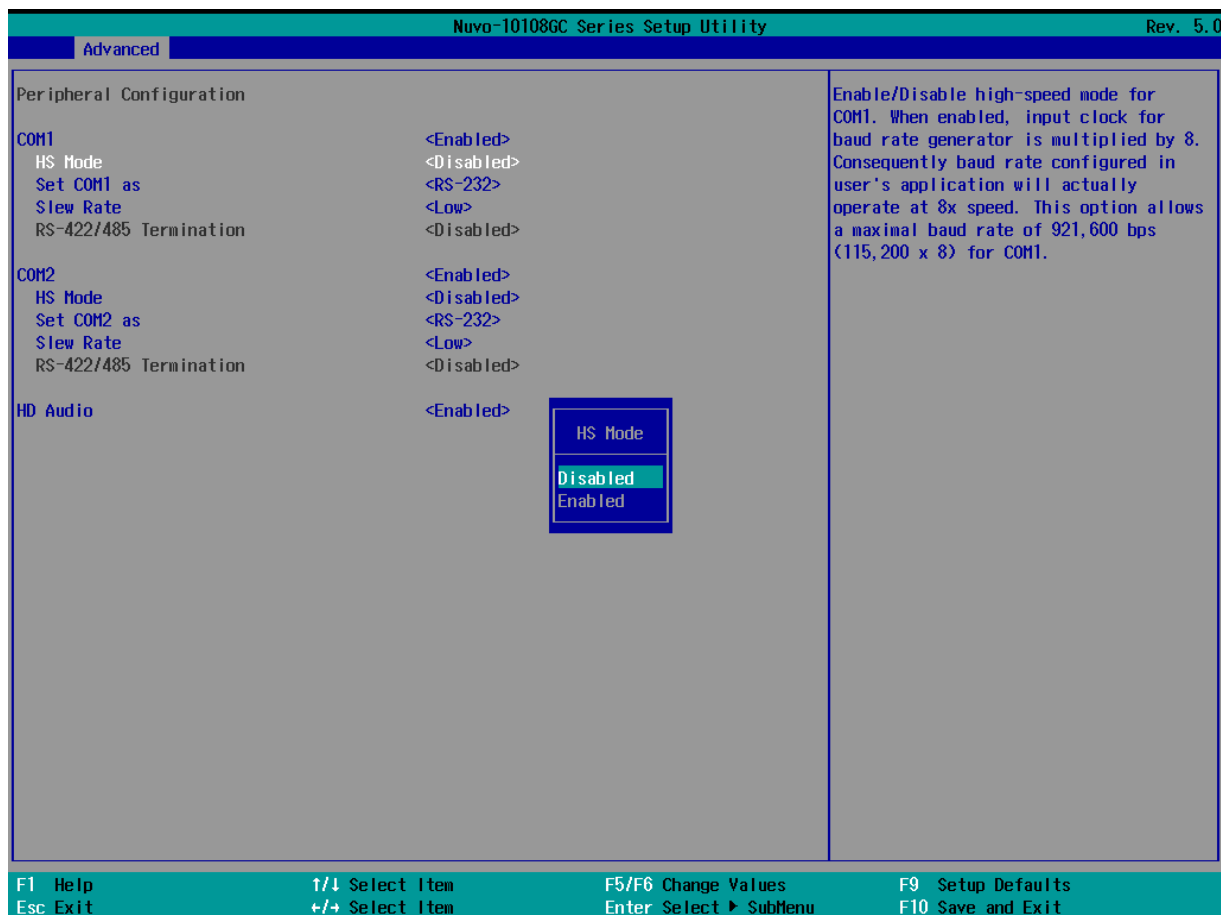 Nuvo-10108GC Series Setup Utility Rev. 5.0
Advanced
Peripheral Configuration
COM1 <Enabled>
HS Mode <Disabled>
Set COM1 as <RS-232>
Slew Rate <Low>
RS-422/485 Termination <Disabled>
COM2 <Enabled>
HS Mode <Disabled>
Set COM2 as <RS-232>
Slew Rate <Low>
RS-422/485 Termination <Disabled>
HD Audio <Enabled>
HS Mode
Disabled
Enabled
Enable/Disable high-speed mode for
COM1. When enabled, input clock for
baud rate generator is multiplied by 8.
Consequently baud rate configured in
user's application will actually
operate at 8x speed. This option allows
a maximal baud rate of 921,600 bps
(115,200 x 8) for COM1.
F1 Help ↑/↓ Select Item F5/F6 Change Values F9 Setup Defaults
Esc Exit ←/→ Select Item Enter Select ▶ SubMenu F10 Save and Exit